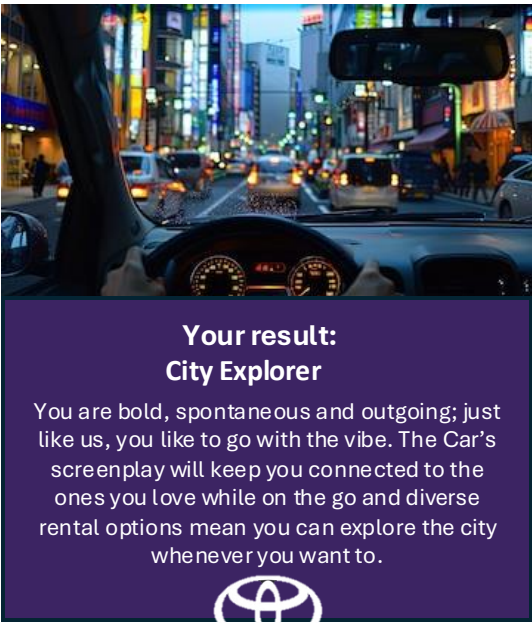 Your result:
City Explorer
You are bold, spontaneous and outgoing; just
like us, you like to go with the vibe. The Car's
screenplay will keep you connected to the
ones you love while on the go and diverse
rental options mean you can explore the city
whenever you want to.